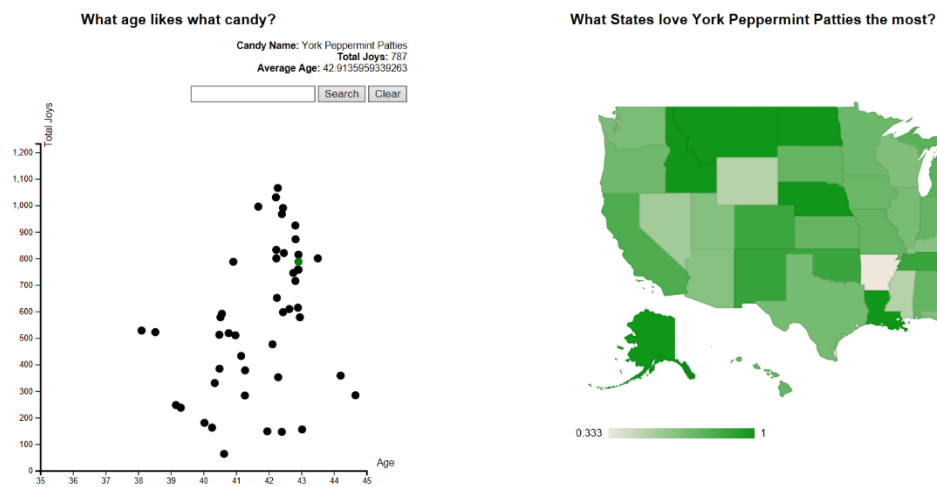 What age likes what candy?
Candy Name: York Peppermint Patties
Total Joys: 787
Average Age: 42.9135959339263
Search Clear
Total Joys
1,200
1,100
1,000
900
800
700
600
500
400
300
200
100
0
Age
35 36 37 38 39 40 41 42 43 44 45
What States love York Peppermint Patties the most?
0.333 1